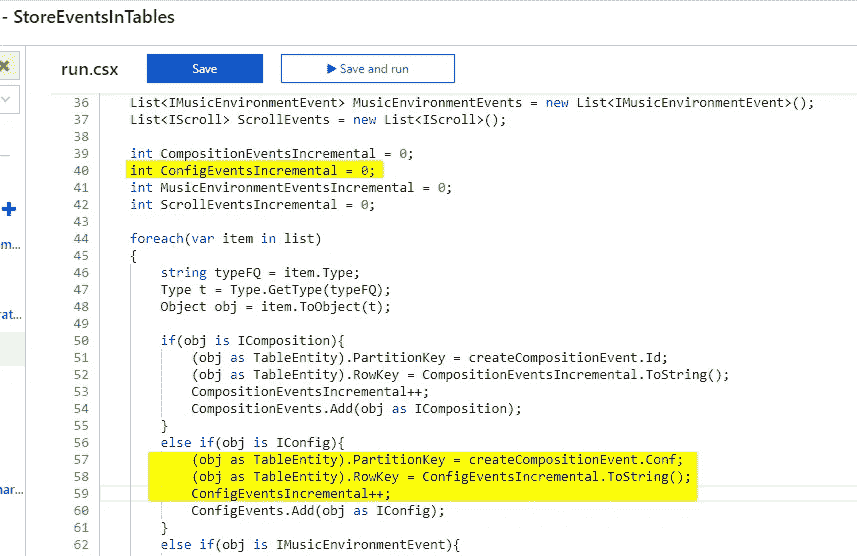 - StoreEventsInTables
run.csx
Save
Save and run
36 List<IMusicEnvironmentEvent> MusicEnvironmentEvents = new List<IMusicEnvironmentEvent>();
37 List<IScroll> ScrollEvents = new List<IScroll>();
38
39 int CompositionEventsIncremental = 0;
40 int ConfigEventsIncremental = 0;
41 int MusicEnvironmentEventsIncremental = 0;
42 int ScrollEventsIncremental = 0;
43
44 foreach(var item in list)
45 {
46 string typeFQ = item.Type;
47 Type t = Type.GetType(typeFQ);
48 Object obj = item.ToObject(t);
49
50 if(obj is IComposition){
51 (obj as TableEntity).PartitionKey = createCompositionEvent.Id;
52 (obj as TableEntity).RowKey = CompositionEventsIncremental.ToString();
53 CompositionEventsIncremental++;
54 CompositionEvents.Add(obj as IComposition);
55 }
56 else if(obj is IConfig){
57 (obj as TableEntity).PartitionKey = createCompositionEvent.Conf;
58 (obj as TableEntity).RowKey = ConfigEventsIncremental.ToString();
59 ConfigEventsIncremental++;
60 ConfigEvents.Add(obj as IConfig);
61 }
62 else if(obj is IMusicEnvironmentEvent){
m...
rat...
nar...